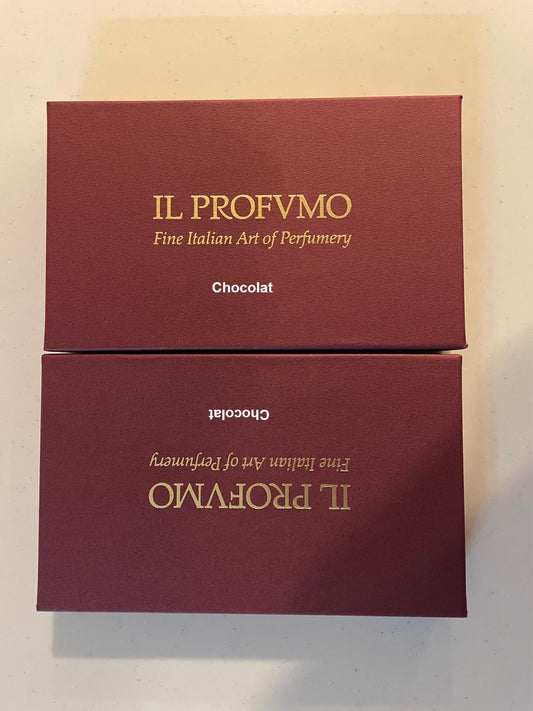 IL PROFVMO
Fine Italian Art of Perfumery
Chocolat
Chocolat
Fine Italian Art of Perfumery
IL PROFVMO